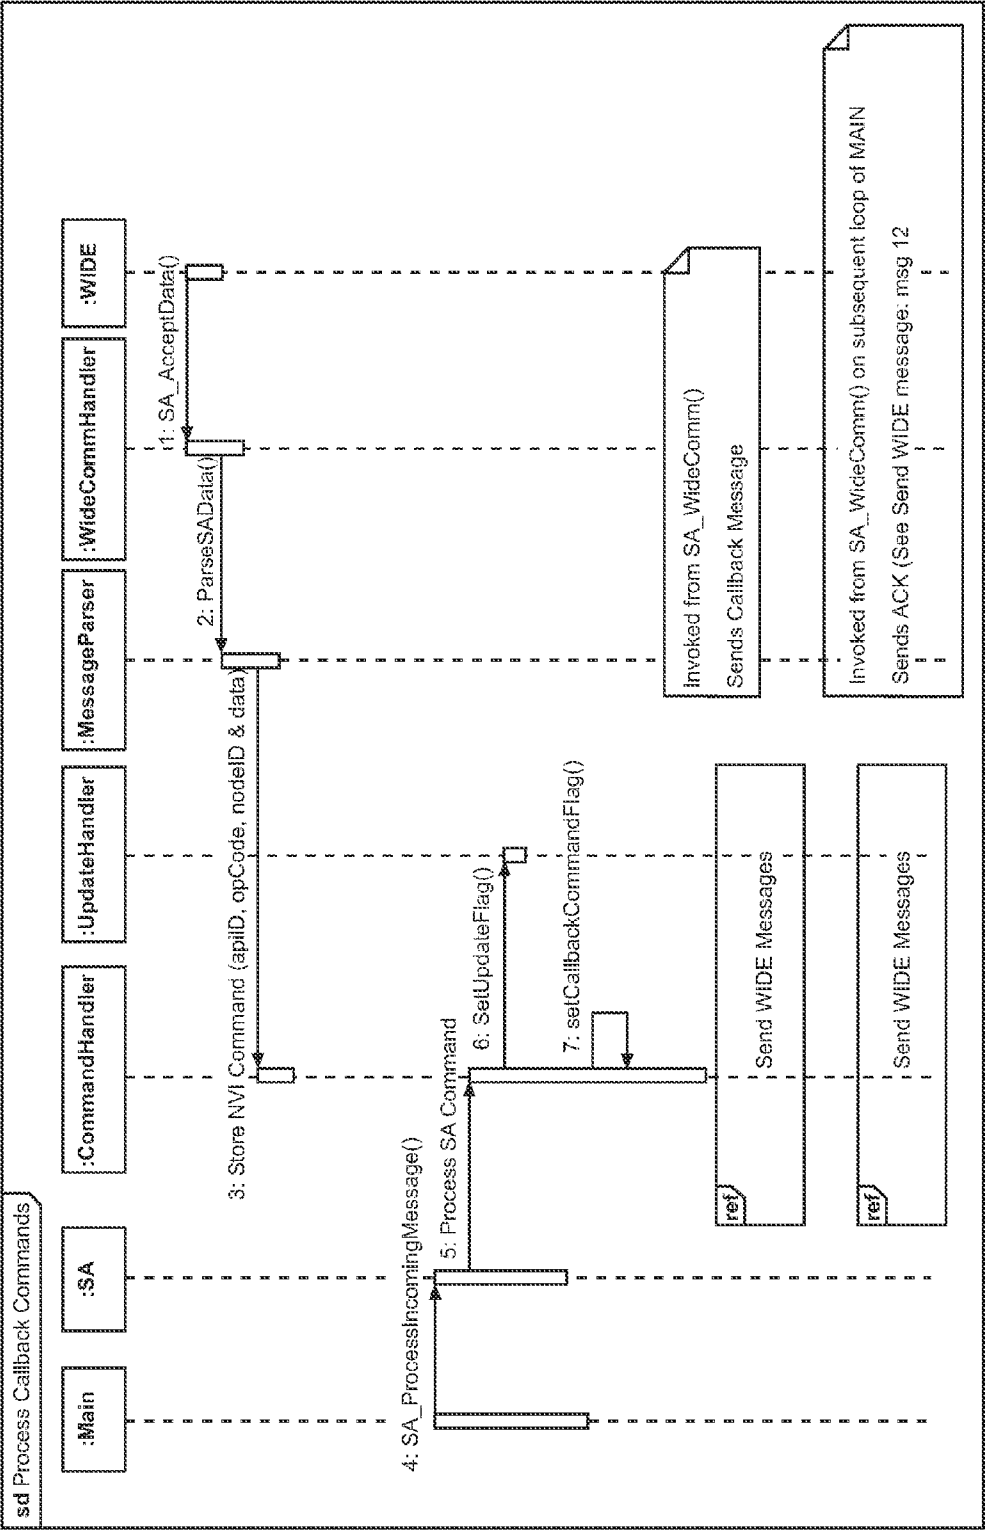 sd Process Callback Commands
:Main
:SA
:CommandHandler
:UpdateHandler
:MessageParser
:WideCommHandler
:WIDE
1: SA_AcceptData()
2: ParseSAData()
3: Store NVI Command (apiID, opCode, nodeID & data)
4: SA_ProcessIncomingMessage()
5: Process SA Command
6: SetUpdateFlag()
7: setCallbackCommandFlag()
ref
Send WIDE Messages
Invoked from SA_WideComm()
Sends Callback Message
ref
Send WIDE Messages
Invoked from SA_WideComm() on subsequent loop of MAIN
Sends ACK (See Send WIDE message: msg 12